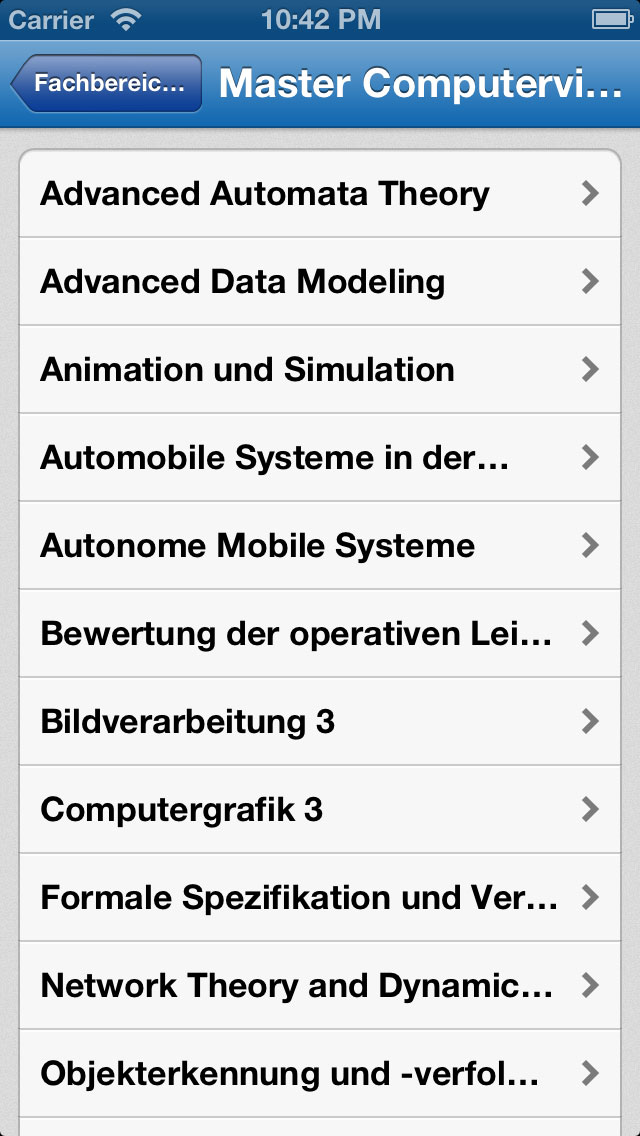 Carrier 10:42 PM
Fachbereic... Master Computervi...
Advanced Automata Theory
Advanced Data Modeling
Animation und Simulation
Automobile Systeme in der...
Autonome Mobile Systeme
Bewertung der operativen Lei...
Bildverarbeitung 3
Computergrafik 3
Formale Spezifikation und Ver...
Network Theory and Dynamic...
Objekterkennung und -verfol...